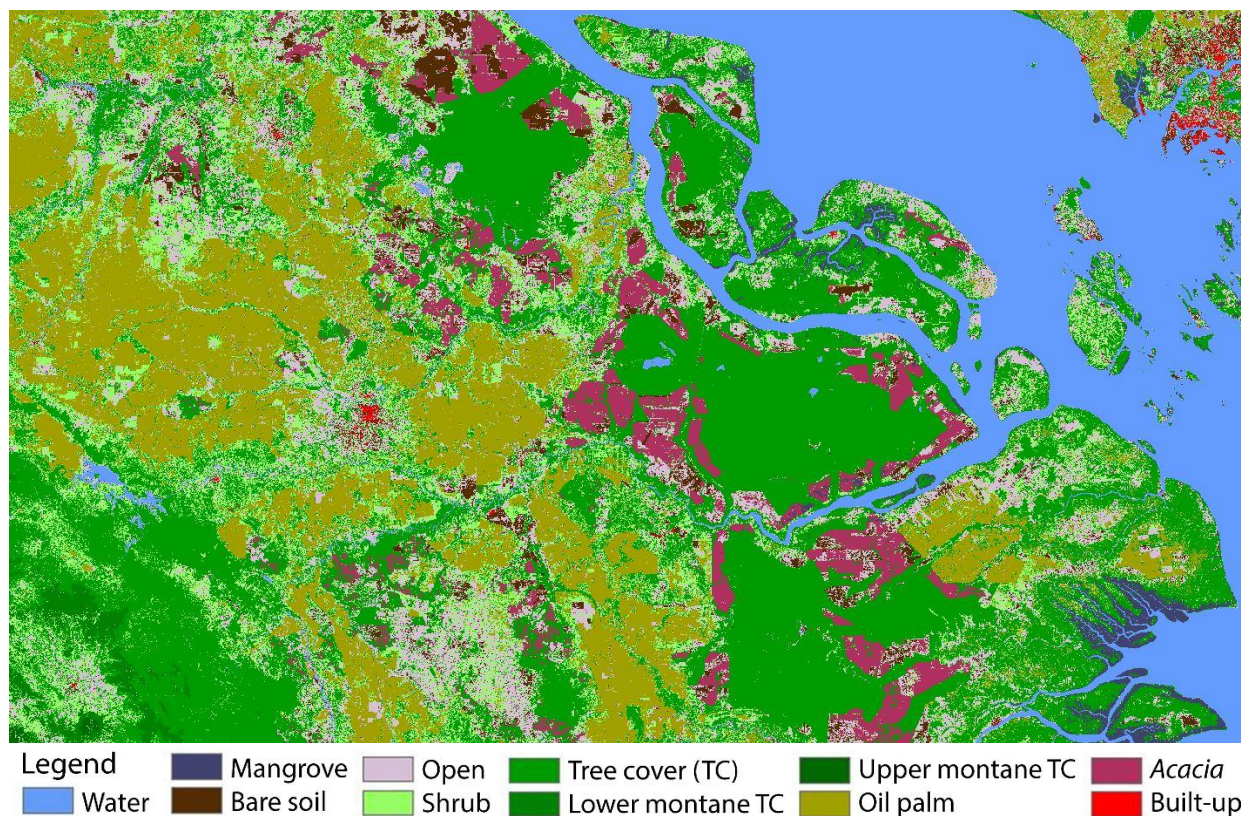 Legend
Mangrove Open Tree cover (TC) Upper montane TC Acacia
Water Bare soil Shrub Lower montane TC Oil palm Built-up